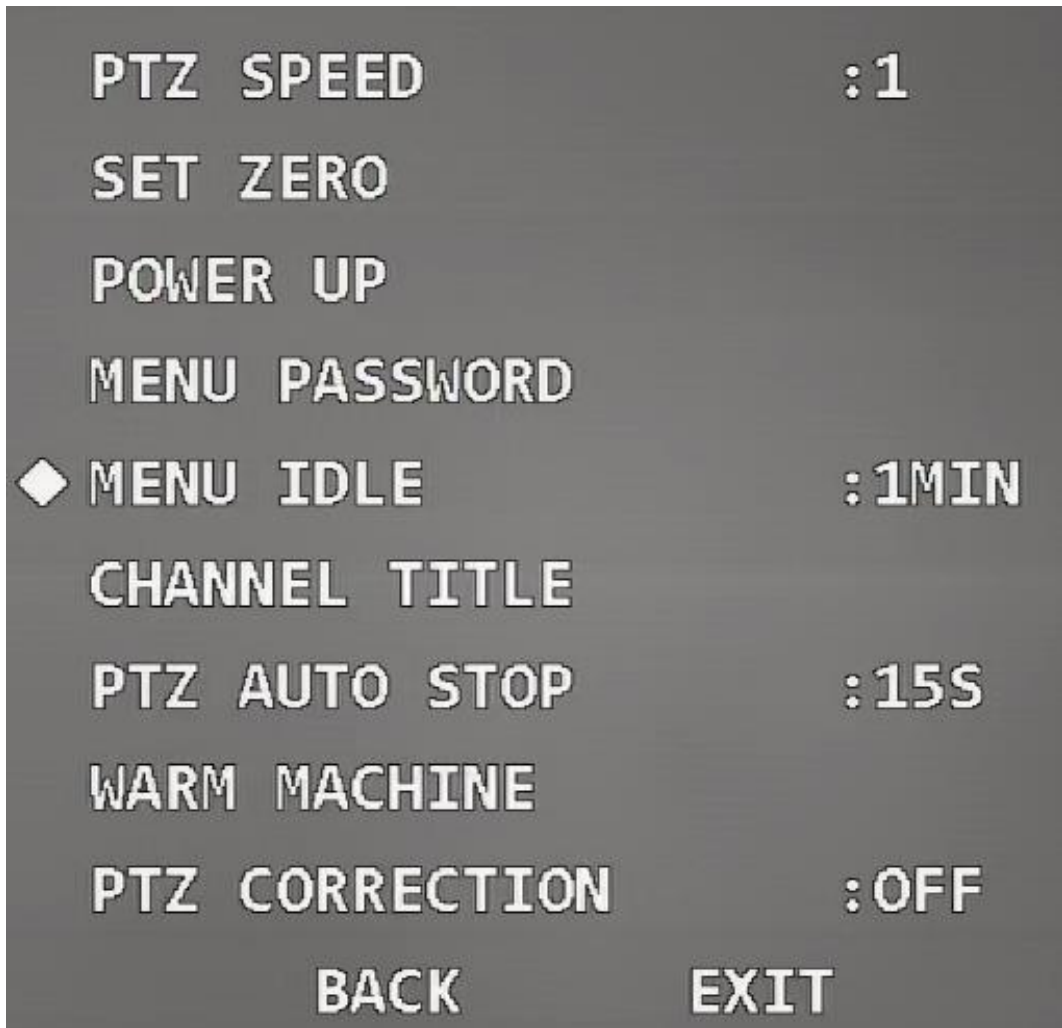 PTZ SPEED :1
SET ZERO
POWER UP
MENU PASSWORD
MENU IDLE :1MIN
CHANNEL TITLE
PTZ AUTO STOP :15S
WARM MACHINE
PTZ CORRECTION :OFF
BACK EXIT